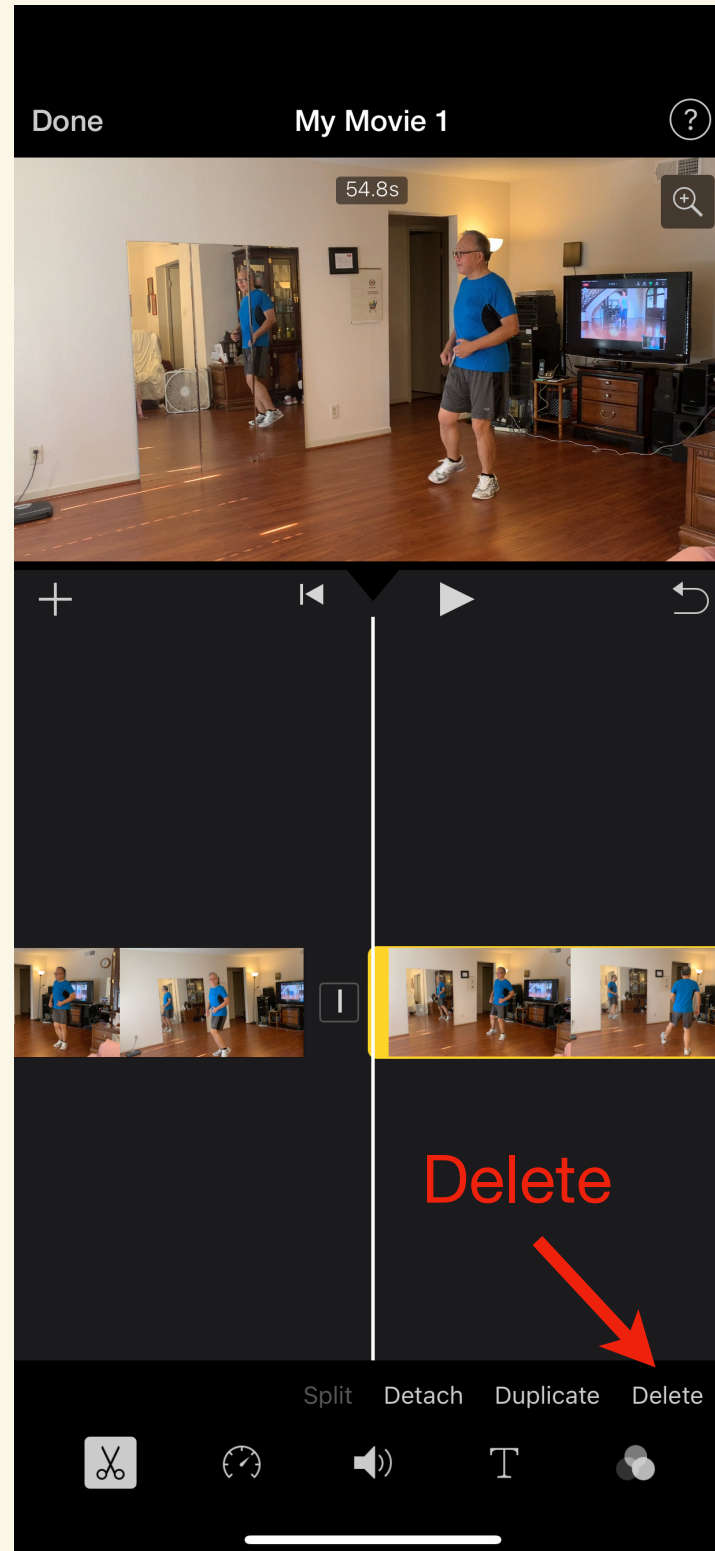 Done
My Movie 1
?
54.8s
Delete
Split
Detach
Duplicate
Delete
T